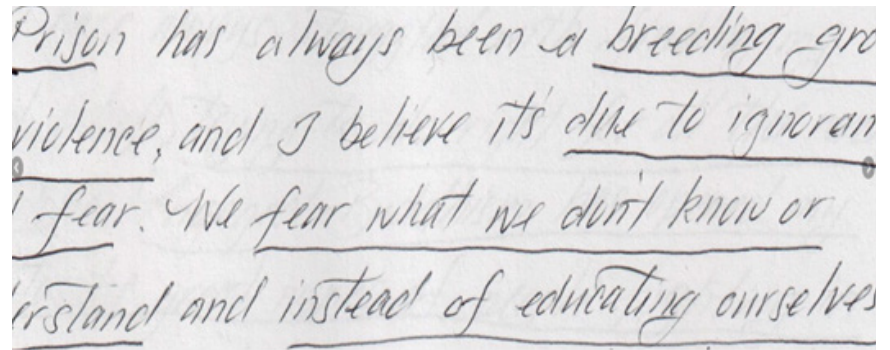 Prison has always been a breeding gro
violence, and I believe it's due to ignoran
fear. We fear what we don't know or
erstand and instead of educating ourselves